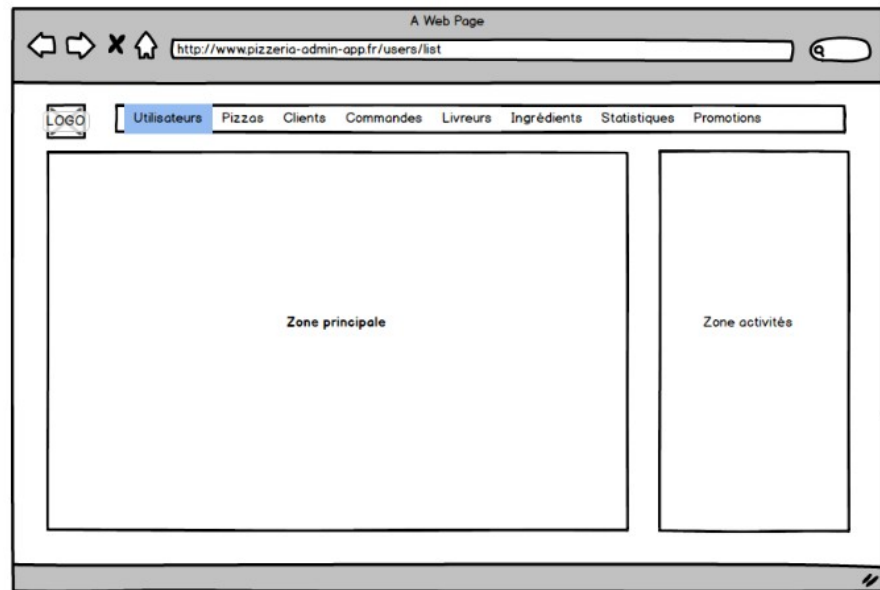 A Web Page
http://www.pizzeria-admin-app.fr/users/list
LOGO
Utilisateurs Pizzas Clients Commandes Livreurs Ingrédients Statistiques Promotions
Zone principale
Zone activités